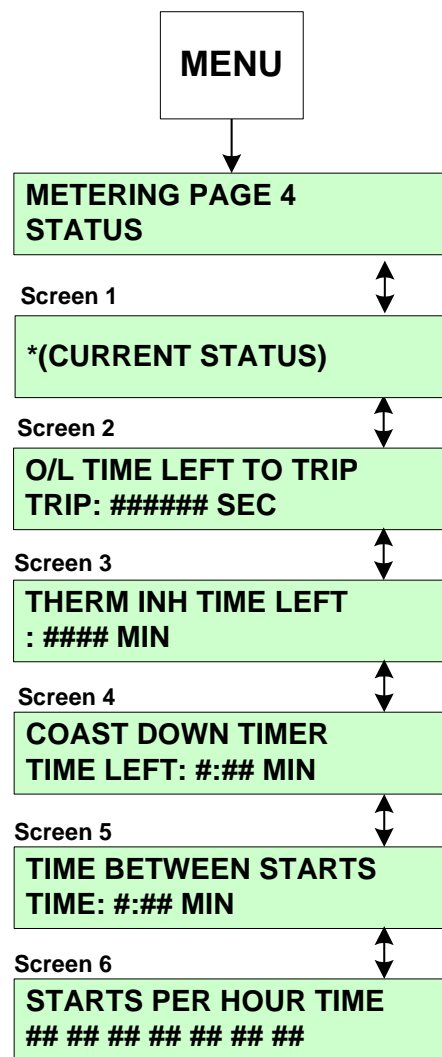 MENU
METERING PAGE 4
STATUS
Screen 1
*(CURRENT STATUS)
Screen 2
O/L TIME LEFT TO TRIP
TRIP: ###### SEC
Screen 3
THERM INH TIME LEFT
: #### MIN
Screen 4
COAST DOWN TIMER
TIME LEFT: #:## MIN
Screen 5
TIME BETWEEN STARTS
TIME: #:## MIN
Screen 6
STARTS PER HOUR TIME
## ## ## ## ## ## ##